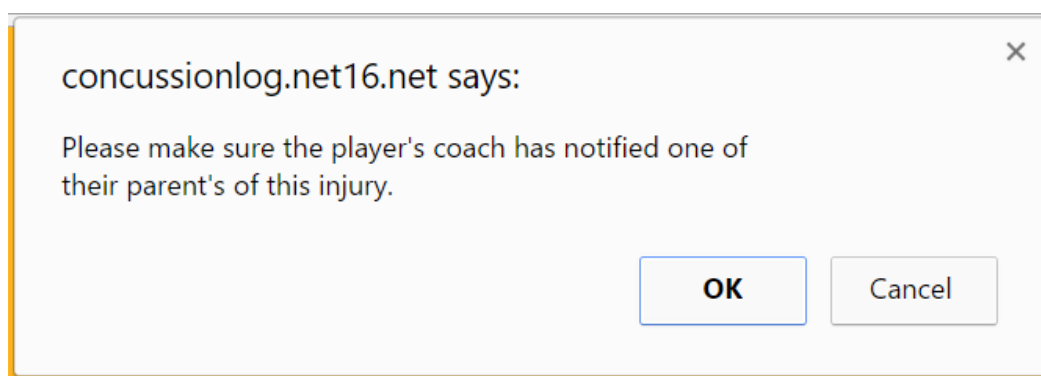 concussionlog.net16.net says:
Please make sure the player's coach has notified one of
their parent's of this injury.
OK
Cancel